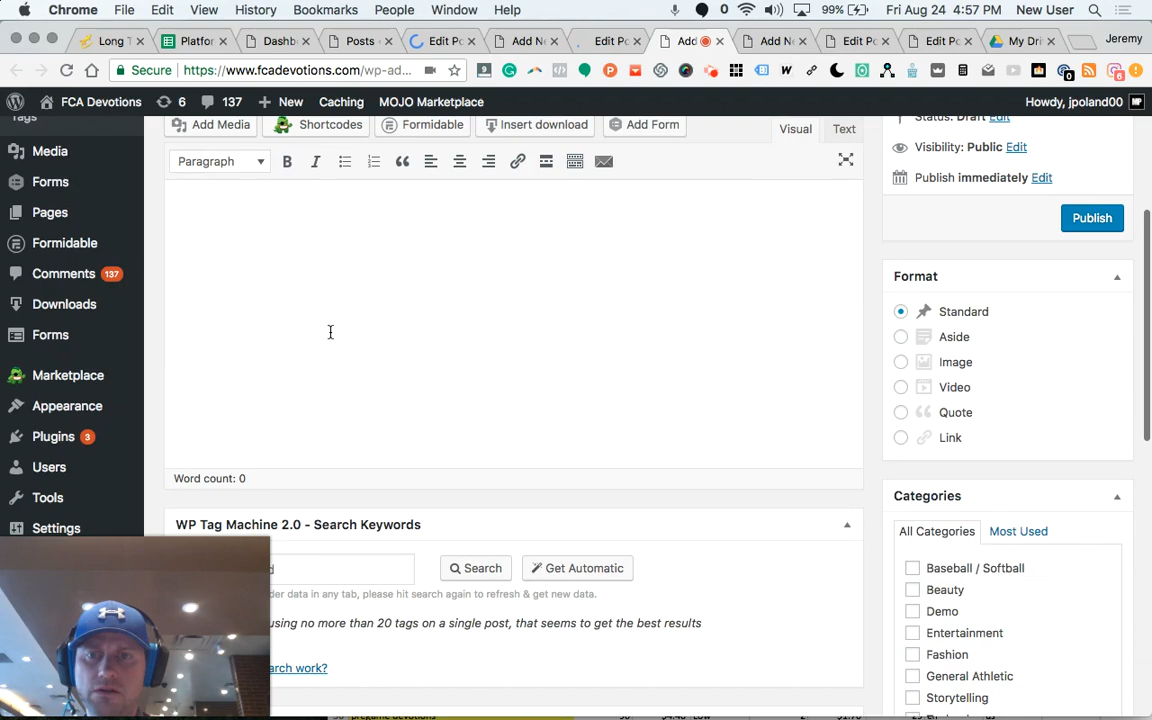 Chrome File Edit View History Bookmarks People Window Help 0 99% Fri Aug 24 4:57 PM New User
Long T Platfor Dashb Posts Edit Po Add Ne Edit Po Add Add Ne Edit Po Edit Po My Dri Jeremy
Secure https://www.fcadevotions.com/wp-ad...
FCA Devotions 6 137 New Caching MOJO Marketplace Howdy, jpoland00
Tags
Media
Forms
Pages
Formidable
Comments 137
Downloads
Forms
Marketplace
Appearance
Plugins 3
Users
Tools
Settings
Add Media Shortcodes Formidable Insert download Add Form Visual Text
Paragraph B I
Word count: 0
WP Tag Machine 2.0 - Search Keywords
d Search Get Automatic
der data in any tab, please hit search again to refresh & get new data.
using no more than 20 tags on a single post, that seems to get the best results
arch work?
Status: Draft Edit
Visibility: Public Edit
Publish immediately Edit
Publish
Format
Standard
Aside
Image
Video
Quote
Link
Categories
All Categories Most Used
Baseball / Softball
Beauty
Demo
Entertainment
Fashion
General Athletic
Storytelling